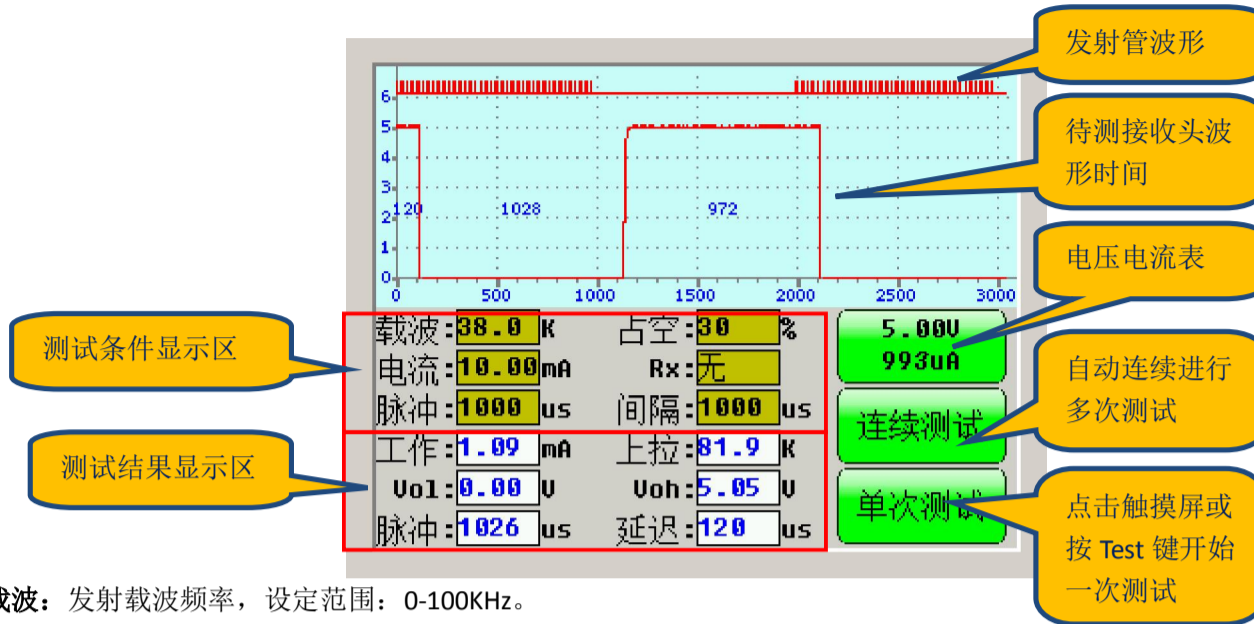 发射管波形
6
5
待测接收头波
形时间
4
3
2
120
1028
972
1
0
0
500
1000
1500
2000
2500
3000
电压电流表
测试条件显示区
载波:38.0 K
占空:30 %
电流:10.00mA
Rx:无
脉冲:1000 us
间隔:1000 us
5.00V
993uA
自动连续进行
多次测试
连续测试
测试结果显示区
工作:1.09 mA
上拉:81.9 K
Vol:0.00 V
Voh:5.05 V
脉冲:1026 us
延迟:120 us
单次测试
点击触摸屏或
按 Test 键开始
一次测试
载波：发射载波频率，设定范围：0-100KHz。